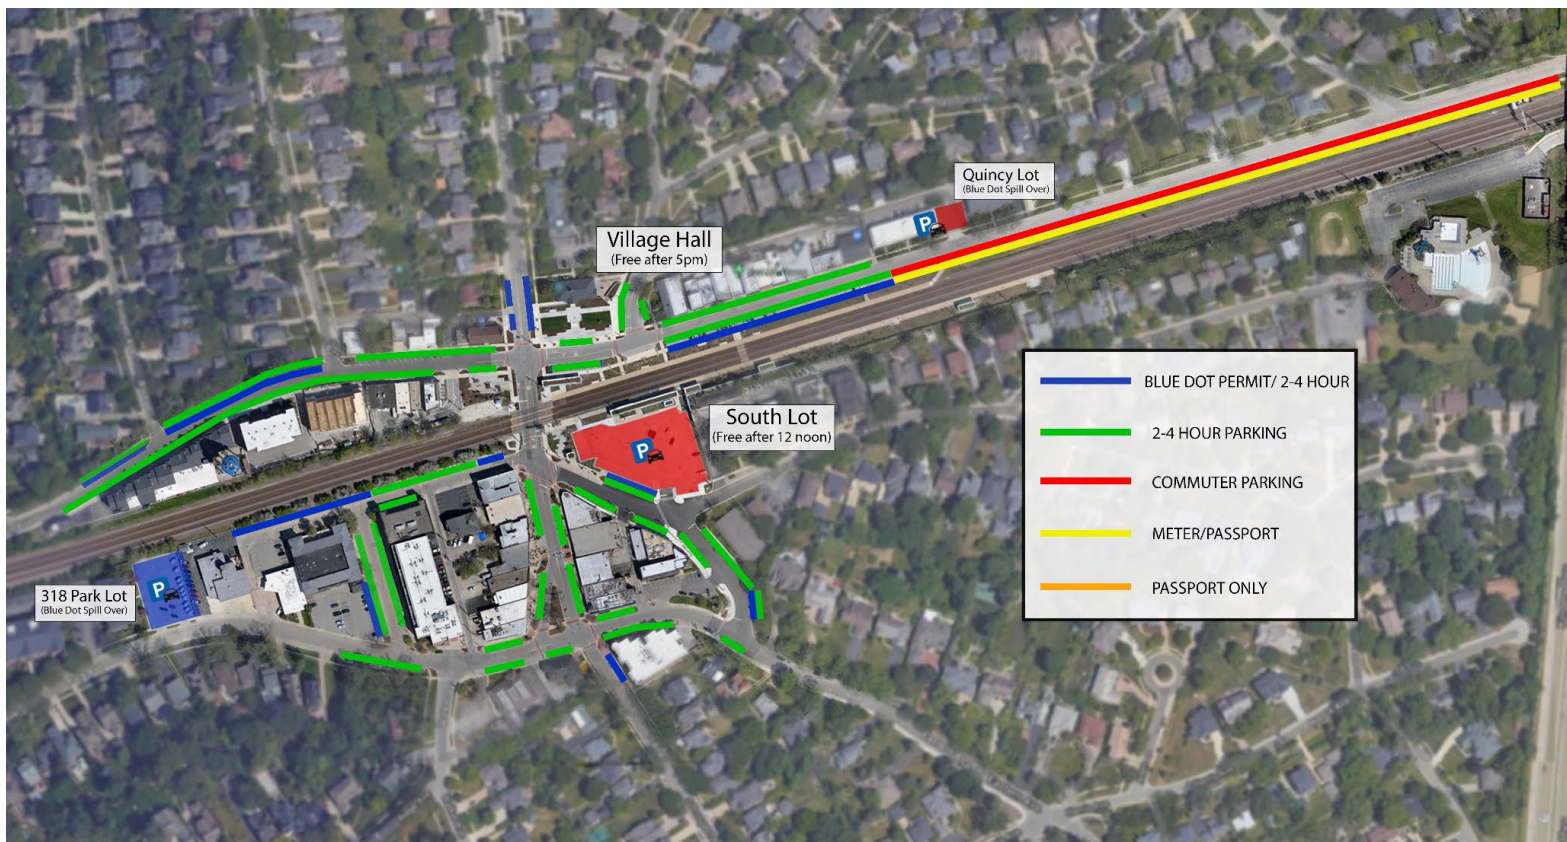 Quincy Lot
(Blue Dot Spill Over)
P
Village Hall
(Free after 5pm)
South Lot
(Free after 12 noon)
P
BLUE DOT PERMIT/ 2-4 HOUR
2-4 HOUR PARKING
COMMUTER PARKING
METER/PASSPORT
PASSPORT ONLY
318 Park Lot
(Blue Dot Spill Over)
P